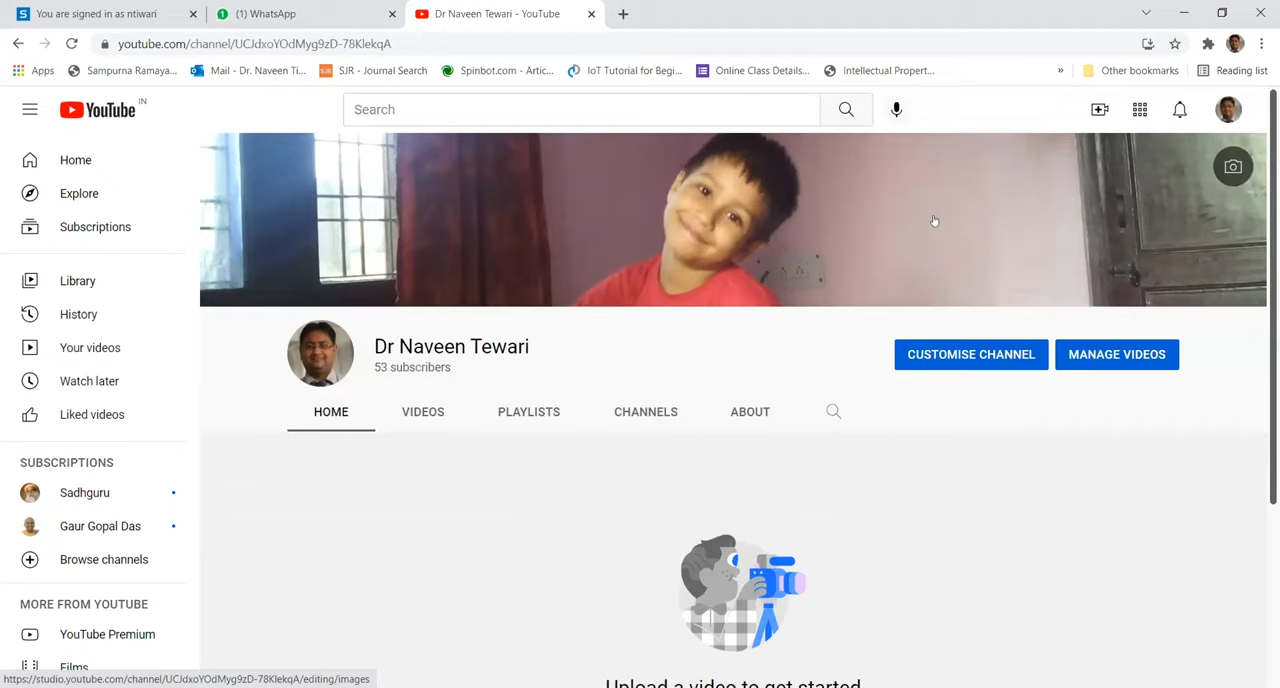 You are signed in as ntiwari
(1) WhatsApp
Dr Naveen Tewari - YouTube
youtube.com/channel/UCJdxoYOdMyg9zD-78KlekqA
Apps
Sampurna Ramaya...
Mail - Dr. Naveen Ti...
SJR - Journal Search
Spinbot.com - Artic...
IoT Tutorial for Begi...
Online Class Details...
Intellectual Propert...
»
Other bookmarks
Reading list
YouTube IN
Search
Home
Explore
Subscriptions
Library
History
Your videos
Watch later
Liked videos
SUBSCRIPTIONS
Sadhguru
Gaur Gopal Das
Browse channels
MORE FROM YOUTUBE
YouTube Premium
Films
Dr Naveen Tewari
53 subscribers
CUSTOMISE CHANNEL
MANAGE VIDEOS
HOME
VIDEOS
PLAYLISTS
CHANNELS
ABOUT
Upload a video to get started
https://studio.youtube.com/channel/UCJdxoYOdMyg9zD-78KlekqA/editing/images